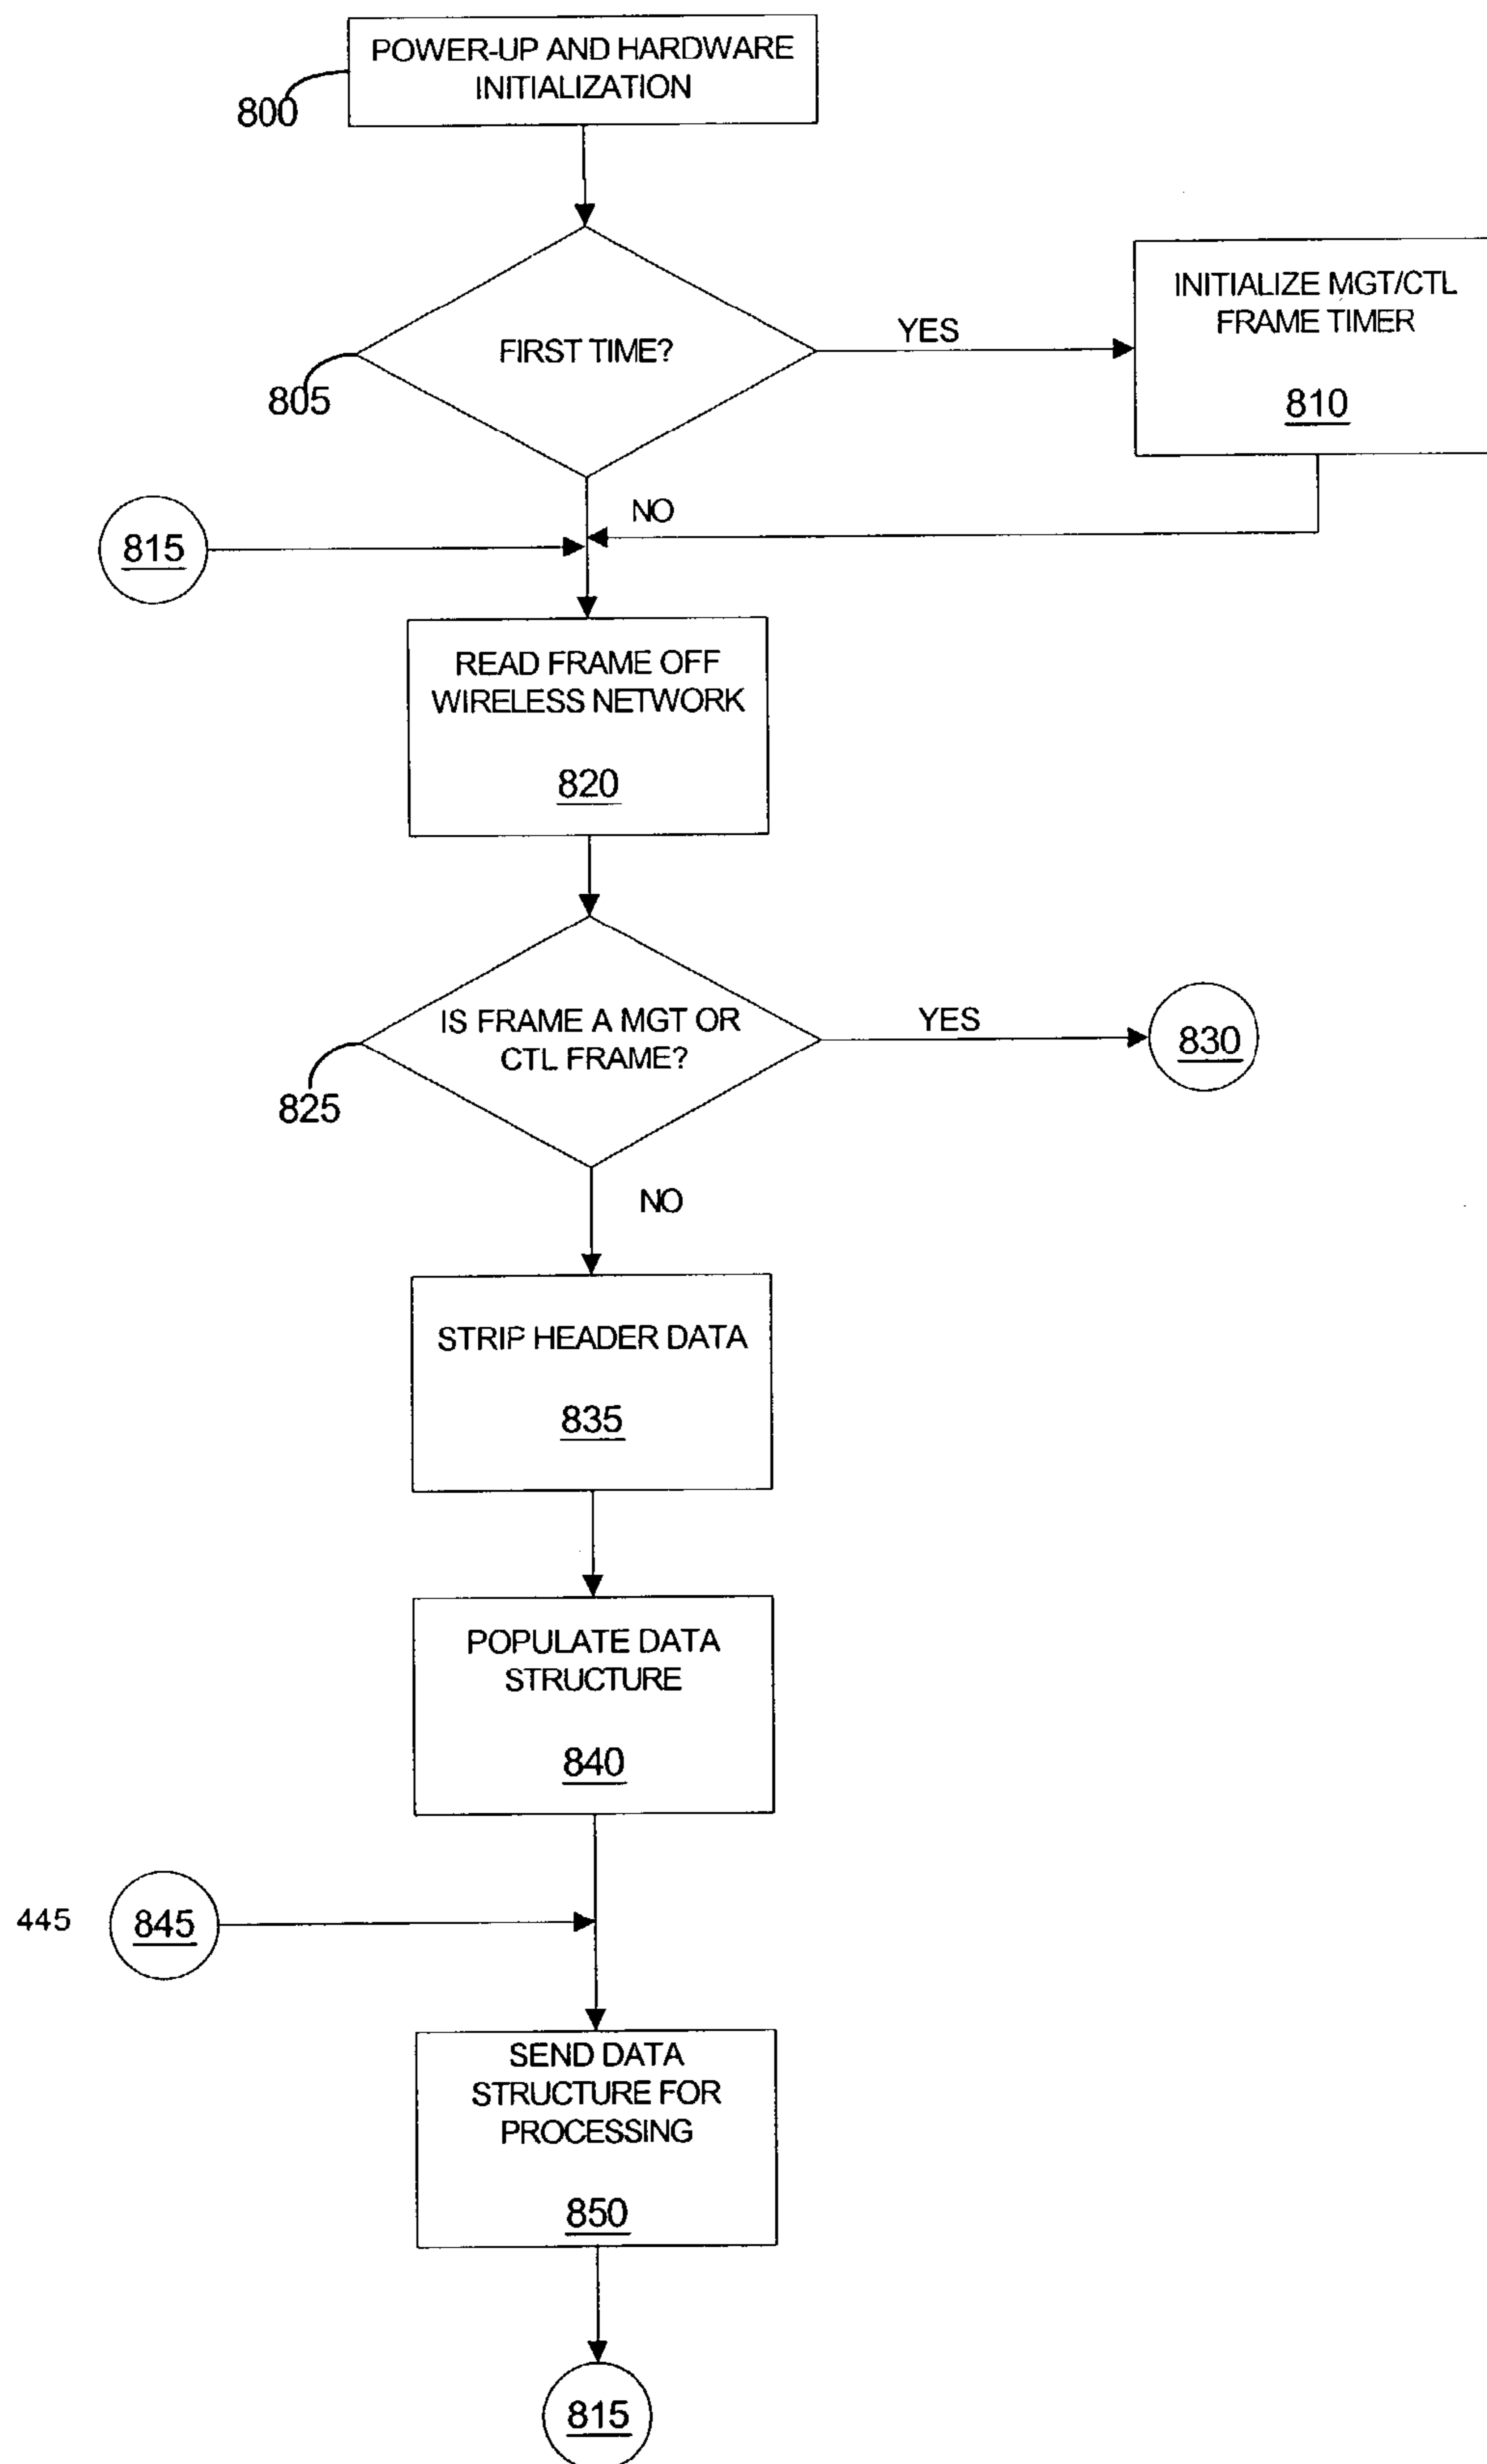 POWER-UP AND HARDWARE
INITIALIZATION
800
FIRST TIME?
805
YES
INITIALIZE MGT/CTL
FRAME TIMER
810
NO
815
READ FRAME OFF
WIRELESS NETWORK
820
IS FRAME A MGT OR
CTL FRAME?
825
YES
830
NO
STRIP HEADER DATA
835
POPULATE DATA
STRUCTURE
840
445
845
SEND DATA
STRUCTURE FOR
PROCESSING
850
815